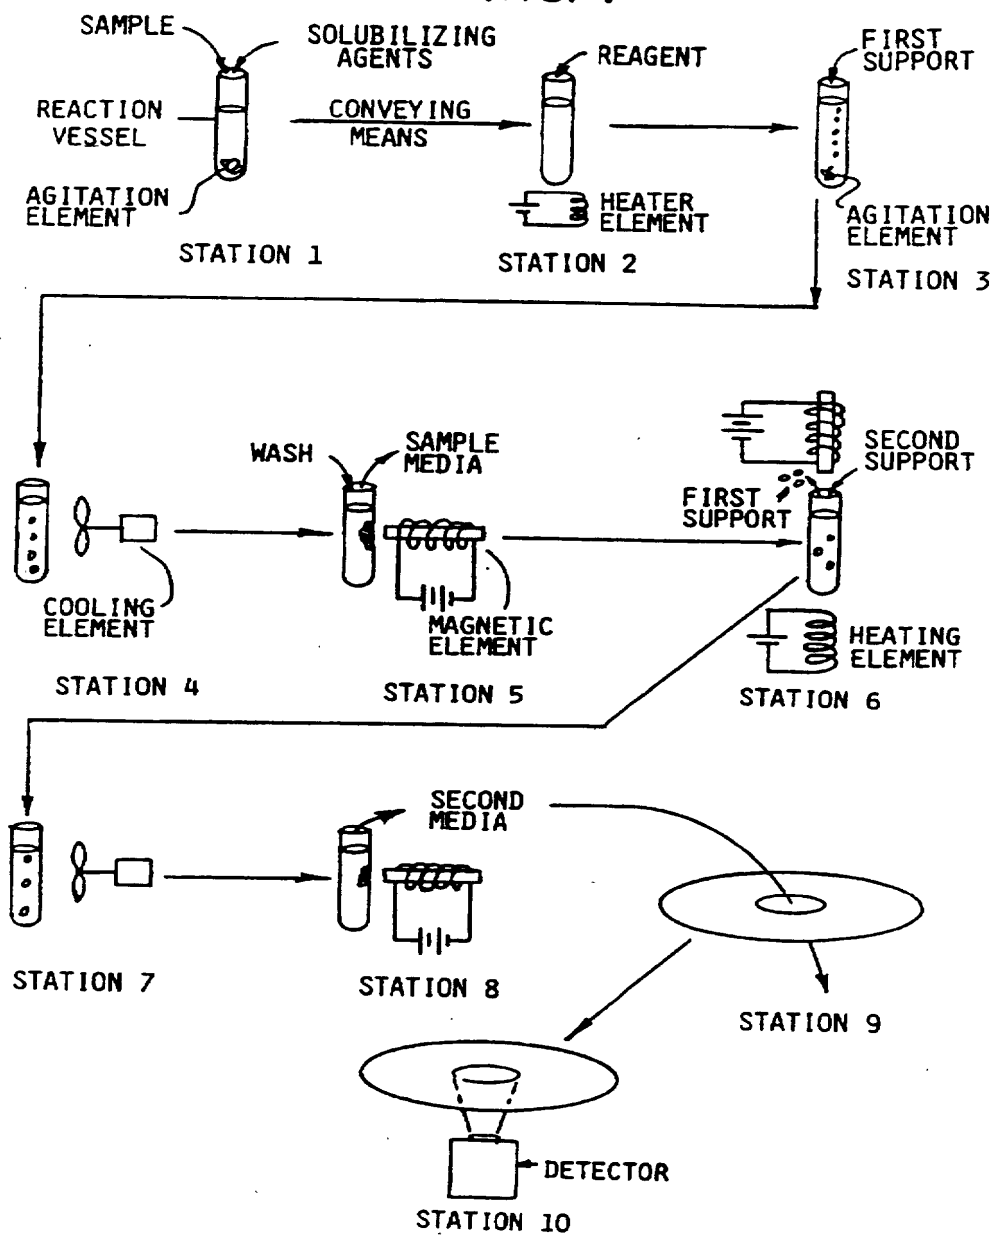 SAMPLE
SOLUBILIZING
AGENTS
REACTION
VESSEL
AGITATION
ELEMENT
STATION 1
CONVEYING
MEANS
REAGENT
HEATER
ELEMENT
STATION 2
FIRST
SUPPORT
AGITATION
ELEMENT
STATION 3
COOLING
ELEMENT
STATION 4
WASH
SAMPLE
MEDIA
MAGNETIC
ELEMENT
STATION 5
FIRST
SUPPORT
SECOND
SUPPORT
HEATING
ELEMENT
STATION 6
STATION 7
SECOND
MEDIA
STATION 8
STATION 9
DETECTOR
STATION 10